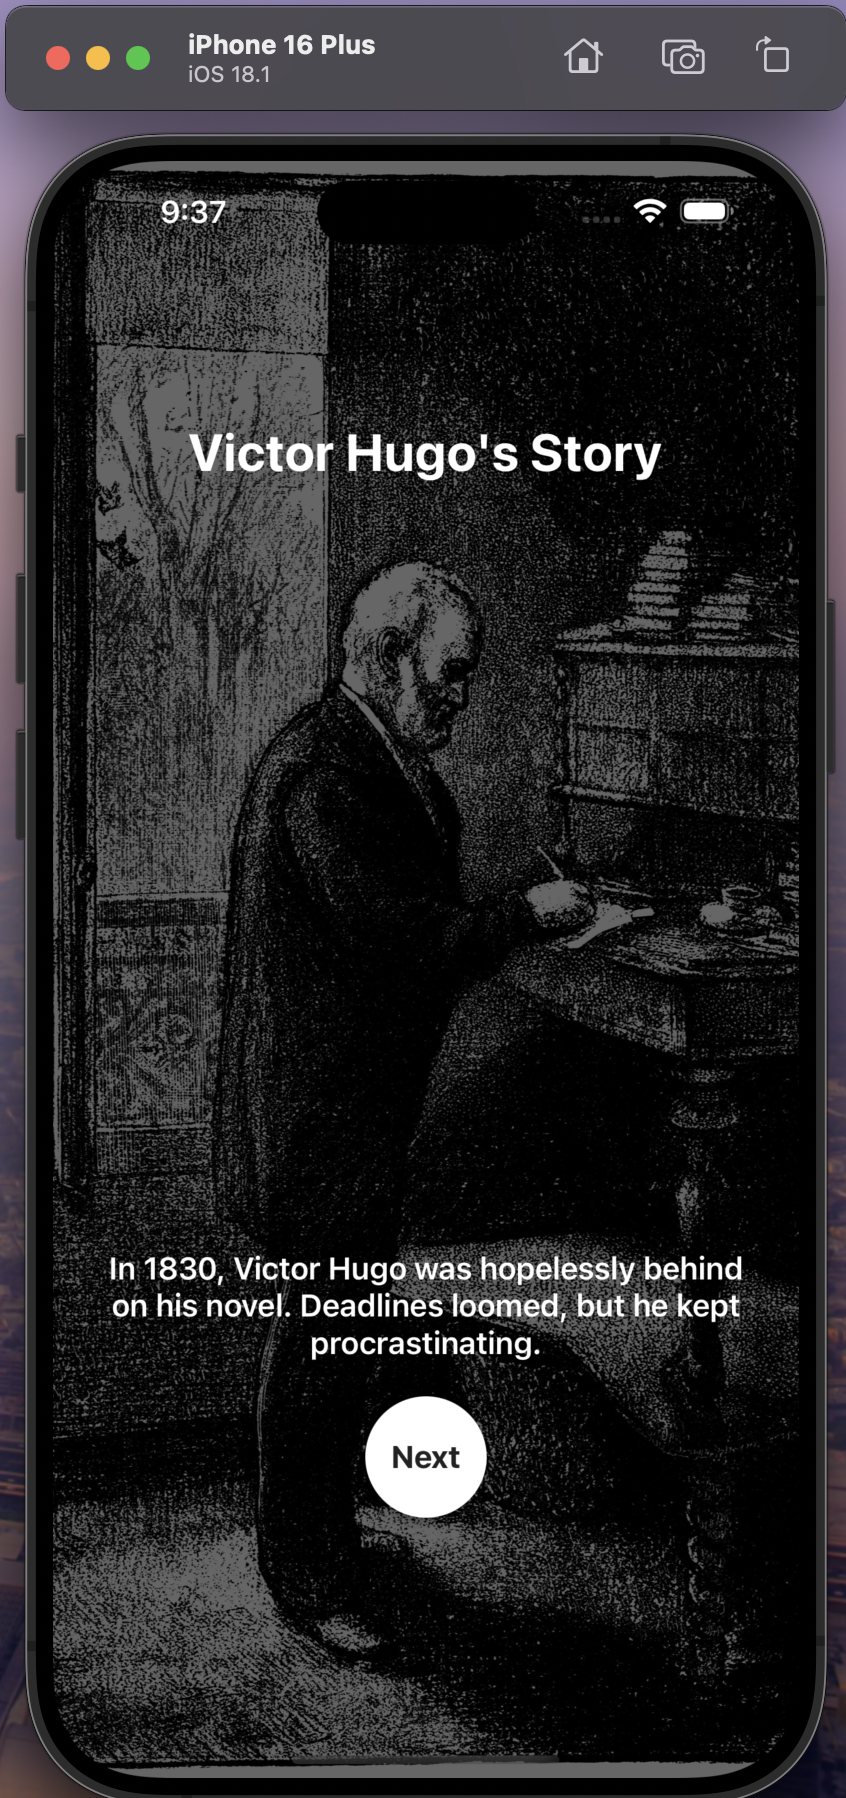 iPhone 16 Plus
iOS 18.1
9:37
Victor Hugo's Story
In 1830, Victor Hugo was hopelessly behind
on his novel. Deadlines loomed, but he kept
procrastinating.
Next